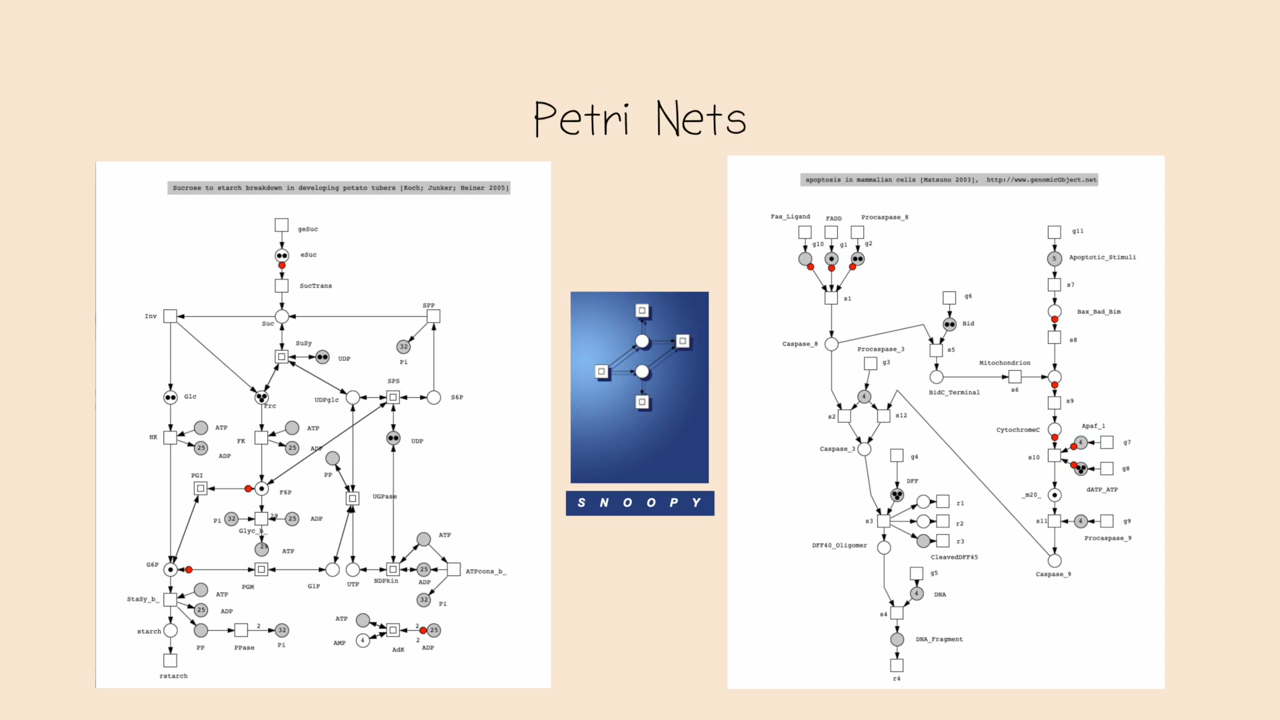 Petri Nets
Sucrose to starch breakdown in developing potato tubers [Koch; Junker; Heiner 2005]
geSuc
eSuc
SucTrans
Inv
Suc
SPP
SuSy
UDP
32
Pi
SPS
Glc
Frc
UDPglc
S6P
HK
ATP
25
ADP
FK
ATP
25
ADP
UDP
PP
PGI
F6P
UGPase
Pi
32
29
25
ADP
Glyc_b_
29
ATP
ATP
G6P
PGM
G1P
UTP
NDPkin
25
ADP
ATPcons_b_
StaSy_b_
ATP
25
ADP
32
Pi
starch
PP
PPase
2
32
Pi
ATP
AMP
4
AdK
2
2
25
ADP
rstarch
S N O O P Y
apoptosis in mammalian cells [Matsuno 2003], http://www.genomicObject.net
Fas_Ligand
FADD
Procaspase_8
g10
g1
g2
g11
5
Apoptotic_Stimuli
s7
s1
g6
Bid
Bax_Bad_Bim
s8
Caspase_8
Procaspase_3
g3
s5
Mitochondrion
BidC_Terminal
s6
4
s9
s2
s12
Apaf_1
CytochromeC
4
g7
Caspase_3
s10
g4
g8
dATP_ATP
DFF
_m20_
r1
s3
r2
s11
4
g9
r3
Procaspase_9
DFF40_Oligomer
CleavedDFF45
g5
Caspase_9
4
DNA
s4
DNA_Fragment
r4